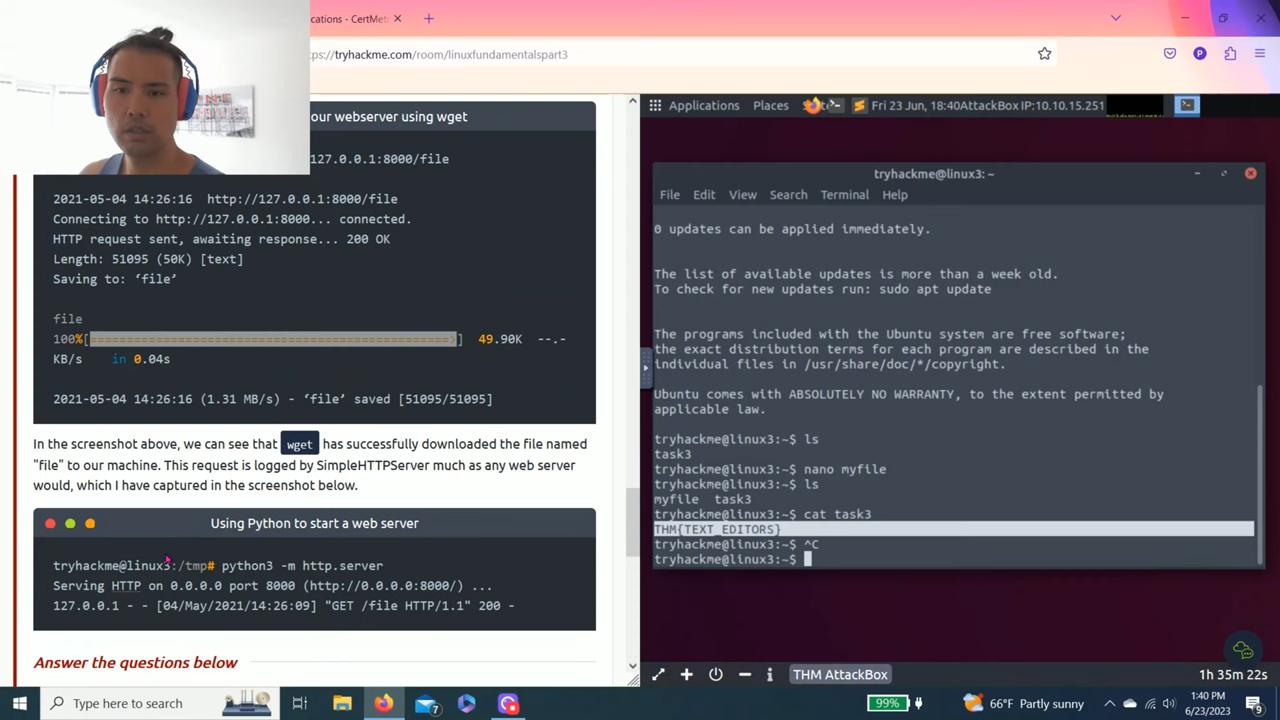 ications - CertMet
ps://tryhackme.com/room/linuxfundamentalspart3
P
our webserver using wget
127.0.0.1:8000/file
2021-05-04 14:26:16  http://127.0.0.1:8000/file
Connecting to http://127.0.0.1:8000... connected.
HTTP request sent, awaiting response... 200 OK
Length: 51095 (50K) [text]
Saving to: ‘file’
file
100%[================================================>]  49.90K  --.-
KB/s   in 0.04s
2021-05-04 14:26:16 (1.31 MB/s) - ‘file’ saved [51095/51095]
In the screenshot above, we can see that wget has successfully downloaded the file named
"file" to our machine. This request is logged by SimpleHTTPServer much as any web server
would, which I have captured in the screenshot below.
Using Python to start a web server
tryhackme@linux3:/tmp# python3 -m http.server
Serving HTTP on 0.0.0.0 port 8000 (http://0.0.0.0:8000/) ...
127.0.0.1 - - [04/May/2021/14:26:09] "GET /file HTTP/1.1" 200 -
Answer the questions below
Applications Places Fri 23 Jun, 18:40 AttackBox IP:10.10.15.251
tryhackme@linux3: ~
File Edit View Search Terminal Help
0 updates can be applied immediately.
The list of available updates is more than a week old.
To check for new updates run: sudo apt update
The programs included with the Ubuntu system are free software;
the exact distribution terms for each program are described in the
individual files in /usr/share/doc/*/copyright.
Ubuntu comes with ABSOLUTELY NO WARRANTY, to the extent permitted by
applicable law.
tryhackme@linux3:~$ ls
task3
tryhackme@linux3:~$ nano myfile
tryhackme@linux3:~$ ls
myfile  task3
tryhackme@linux3:~$ cat task3
THM{TEXT_EDITORS}
tryhackme@linux3:~$ ^C
tryhackme@linux3:~$
THM AttackBox
1h 35m 22s
Type here to search
7
99%
66°F Partly sunny
1:40 PM
6/23/2023
9